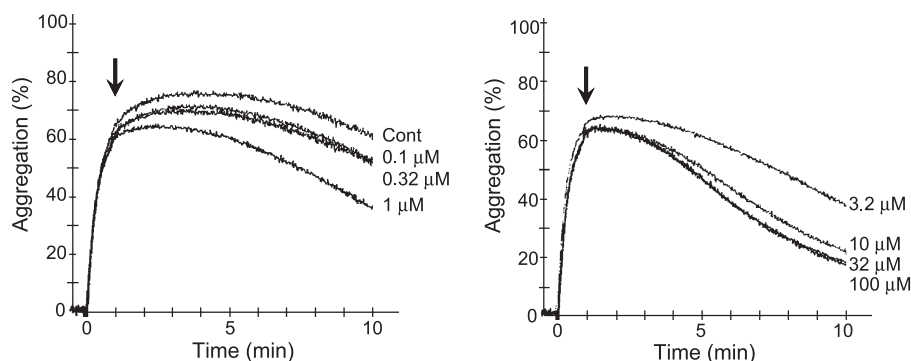 100
80
60
40
20
0
Aggregation (%)
0
5
10
Time (min)
Cont
0.1 μM
0.32 μM
1 μM
100
80
60
40
20
0
Aggregation (%)
0
5
10
Time (min)
3.2 μM
10 μM
32 μM
100 μM